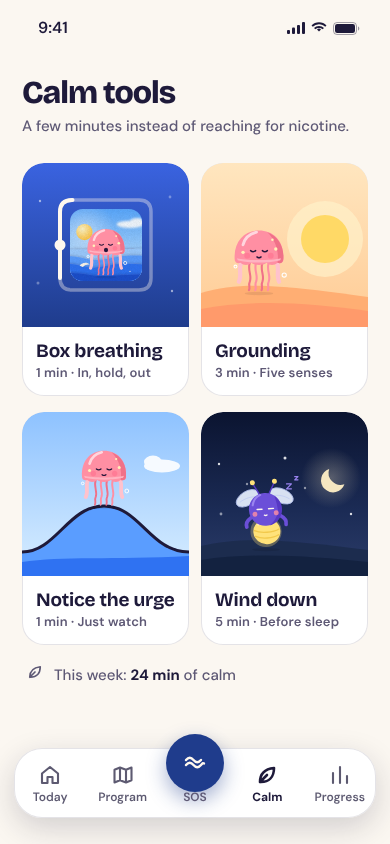 9:41
Calm tools
A few minutes instead of reaching for nicotine.
Box breathing
1 min · In, hold, out
Grounding
3 min · Five senses
z z
Notice the urge
1 min · Just watch
Wind down
5 min · Before sleep
This week: 24 min of calm
Today
Program
SOS
Calm
Progress